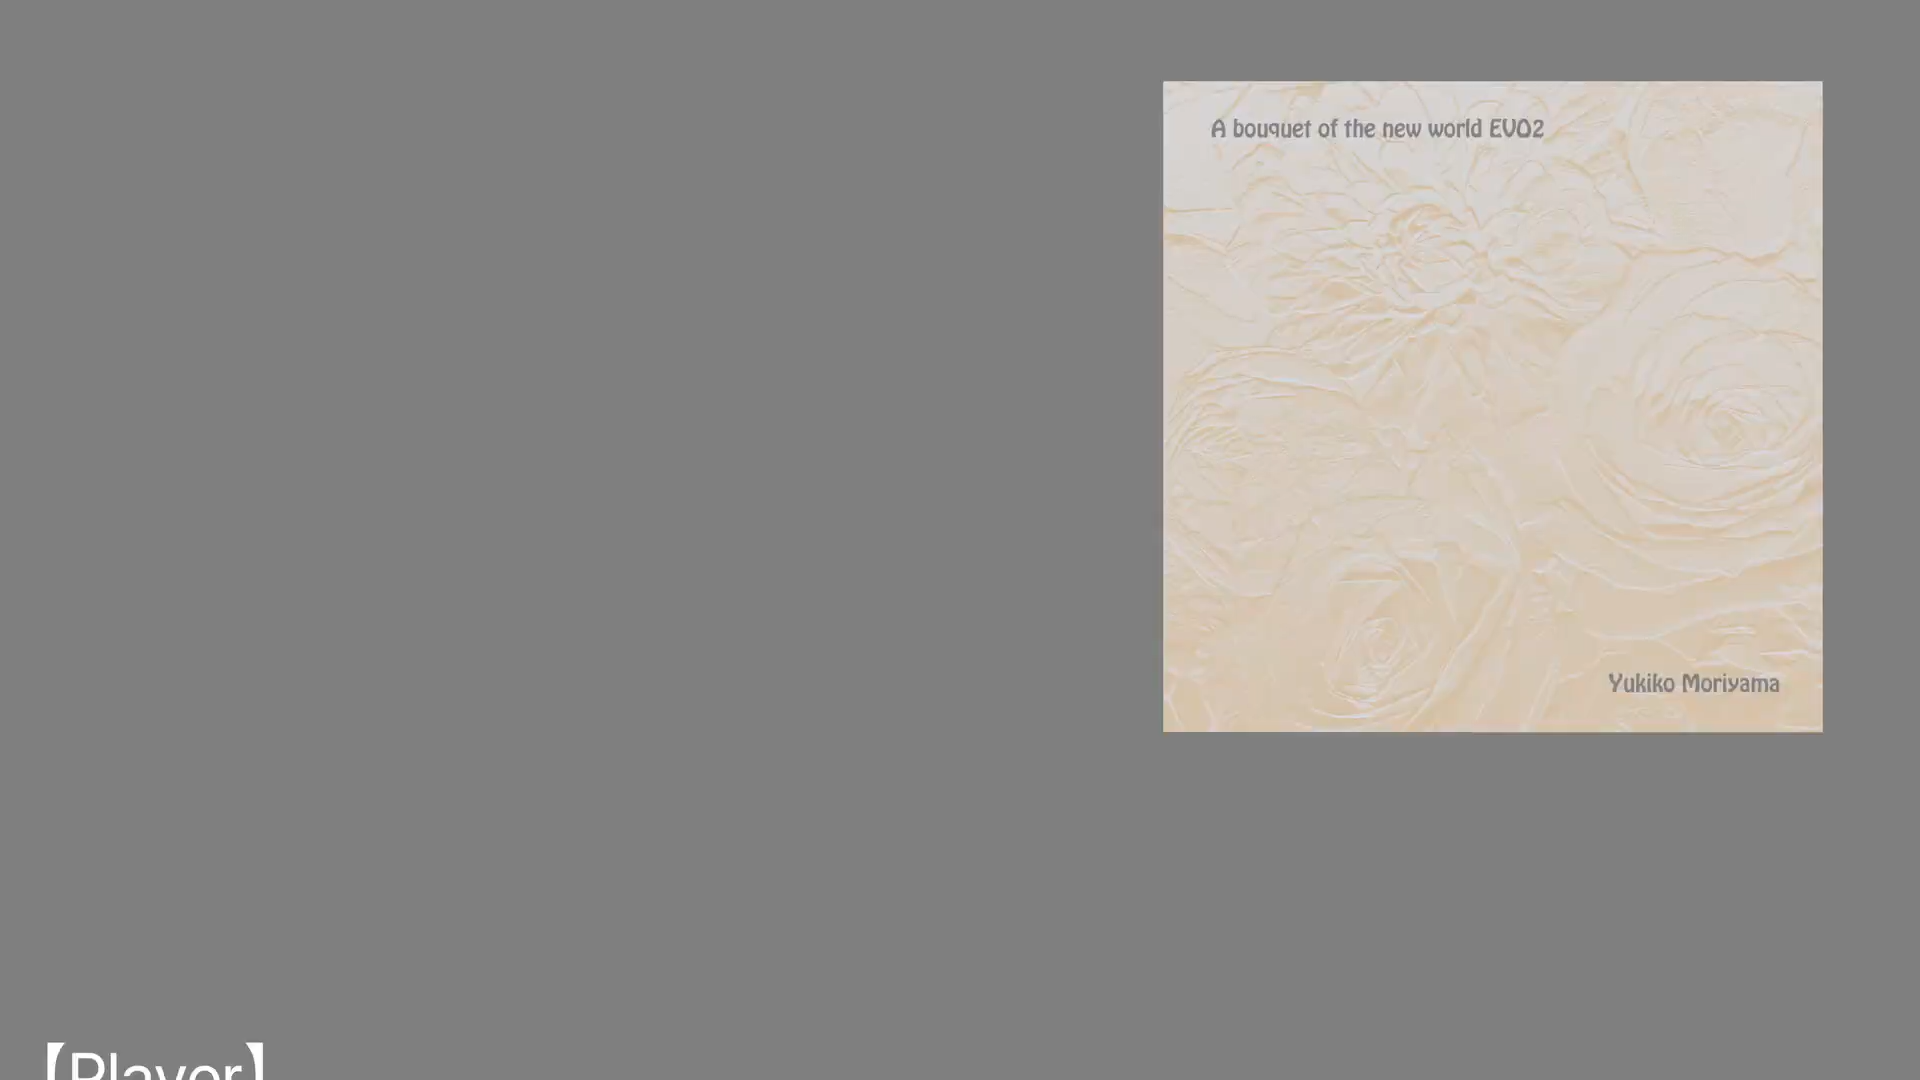 A bouquet of the new world EVO2
Yukiko Moriyama
【Player】